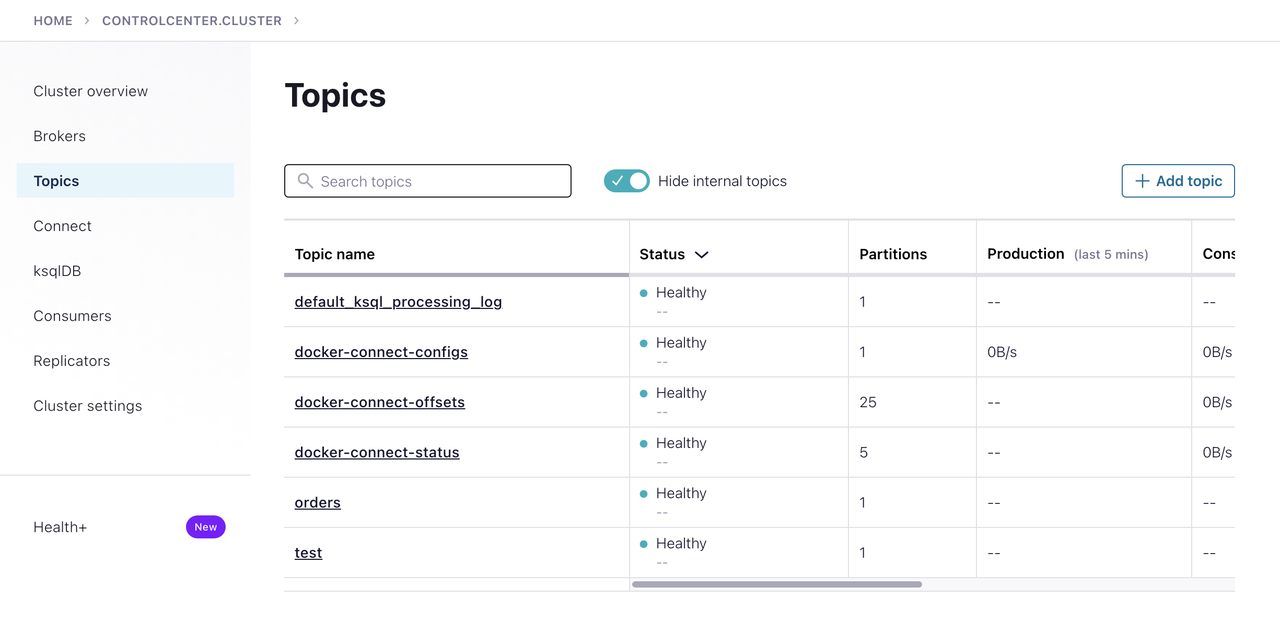 HOME > CONTROLCENTER.CLUSTER >
Cluster overview
Brokers
Topics
Connect
ksqlDB
Consumers
Replicators
Cluster settings
Health+ New
Topics
Search topics Hide internal topics + Add topic
Topic name Status Partitions Production (last 5 mins) Cons
default_ksql_processing_log Healthy 1 -- --
--
docker-connect-configs Healthy 1 0B/s 0B/s
--
docker-connect-offsets Healthy 25 -- 0B/s
--
docker-connect-status Healthy 5 -- 0B/s
--
orders Healthy 1 -- --
--
test Healthy 1 -- --
--